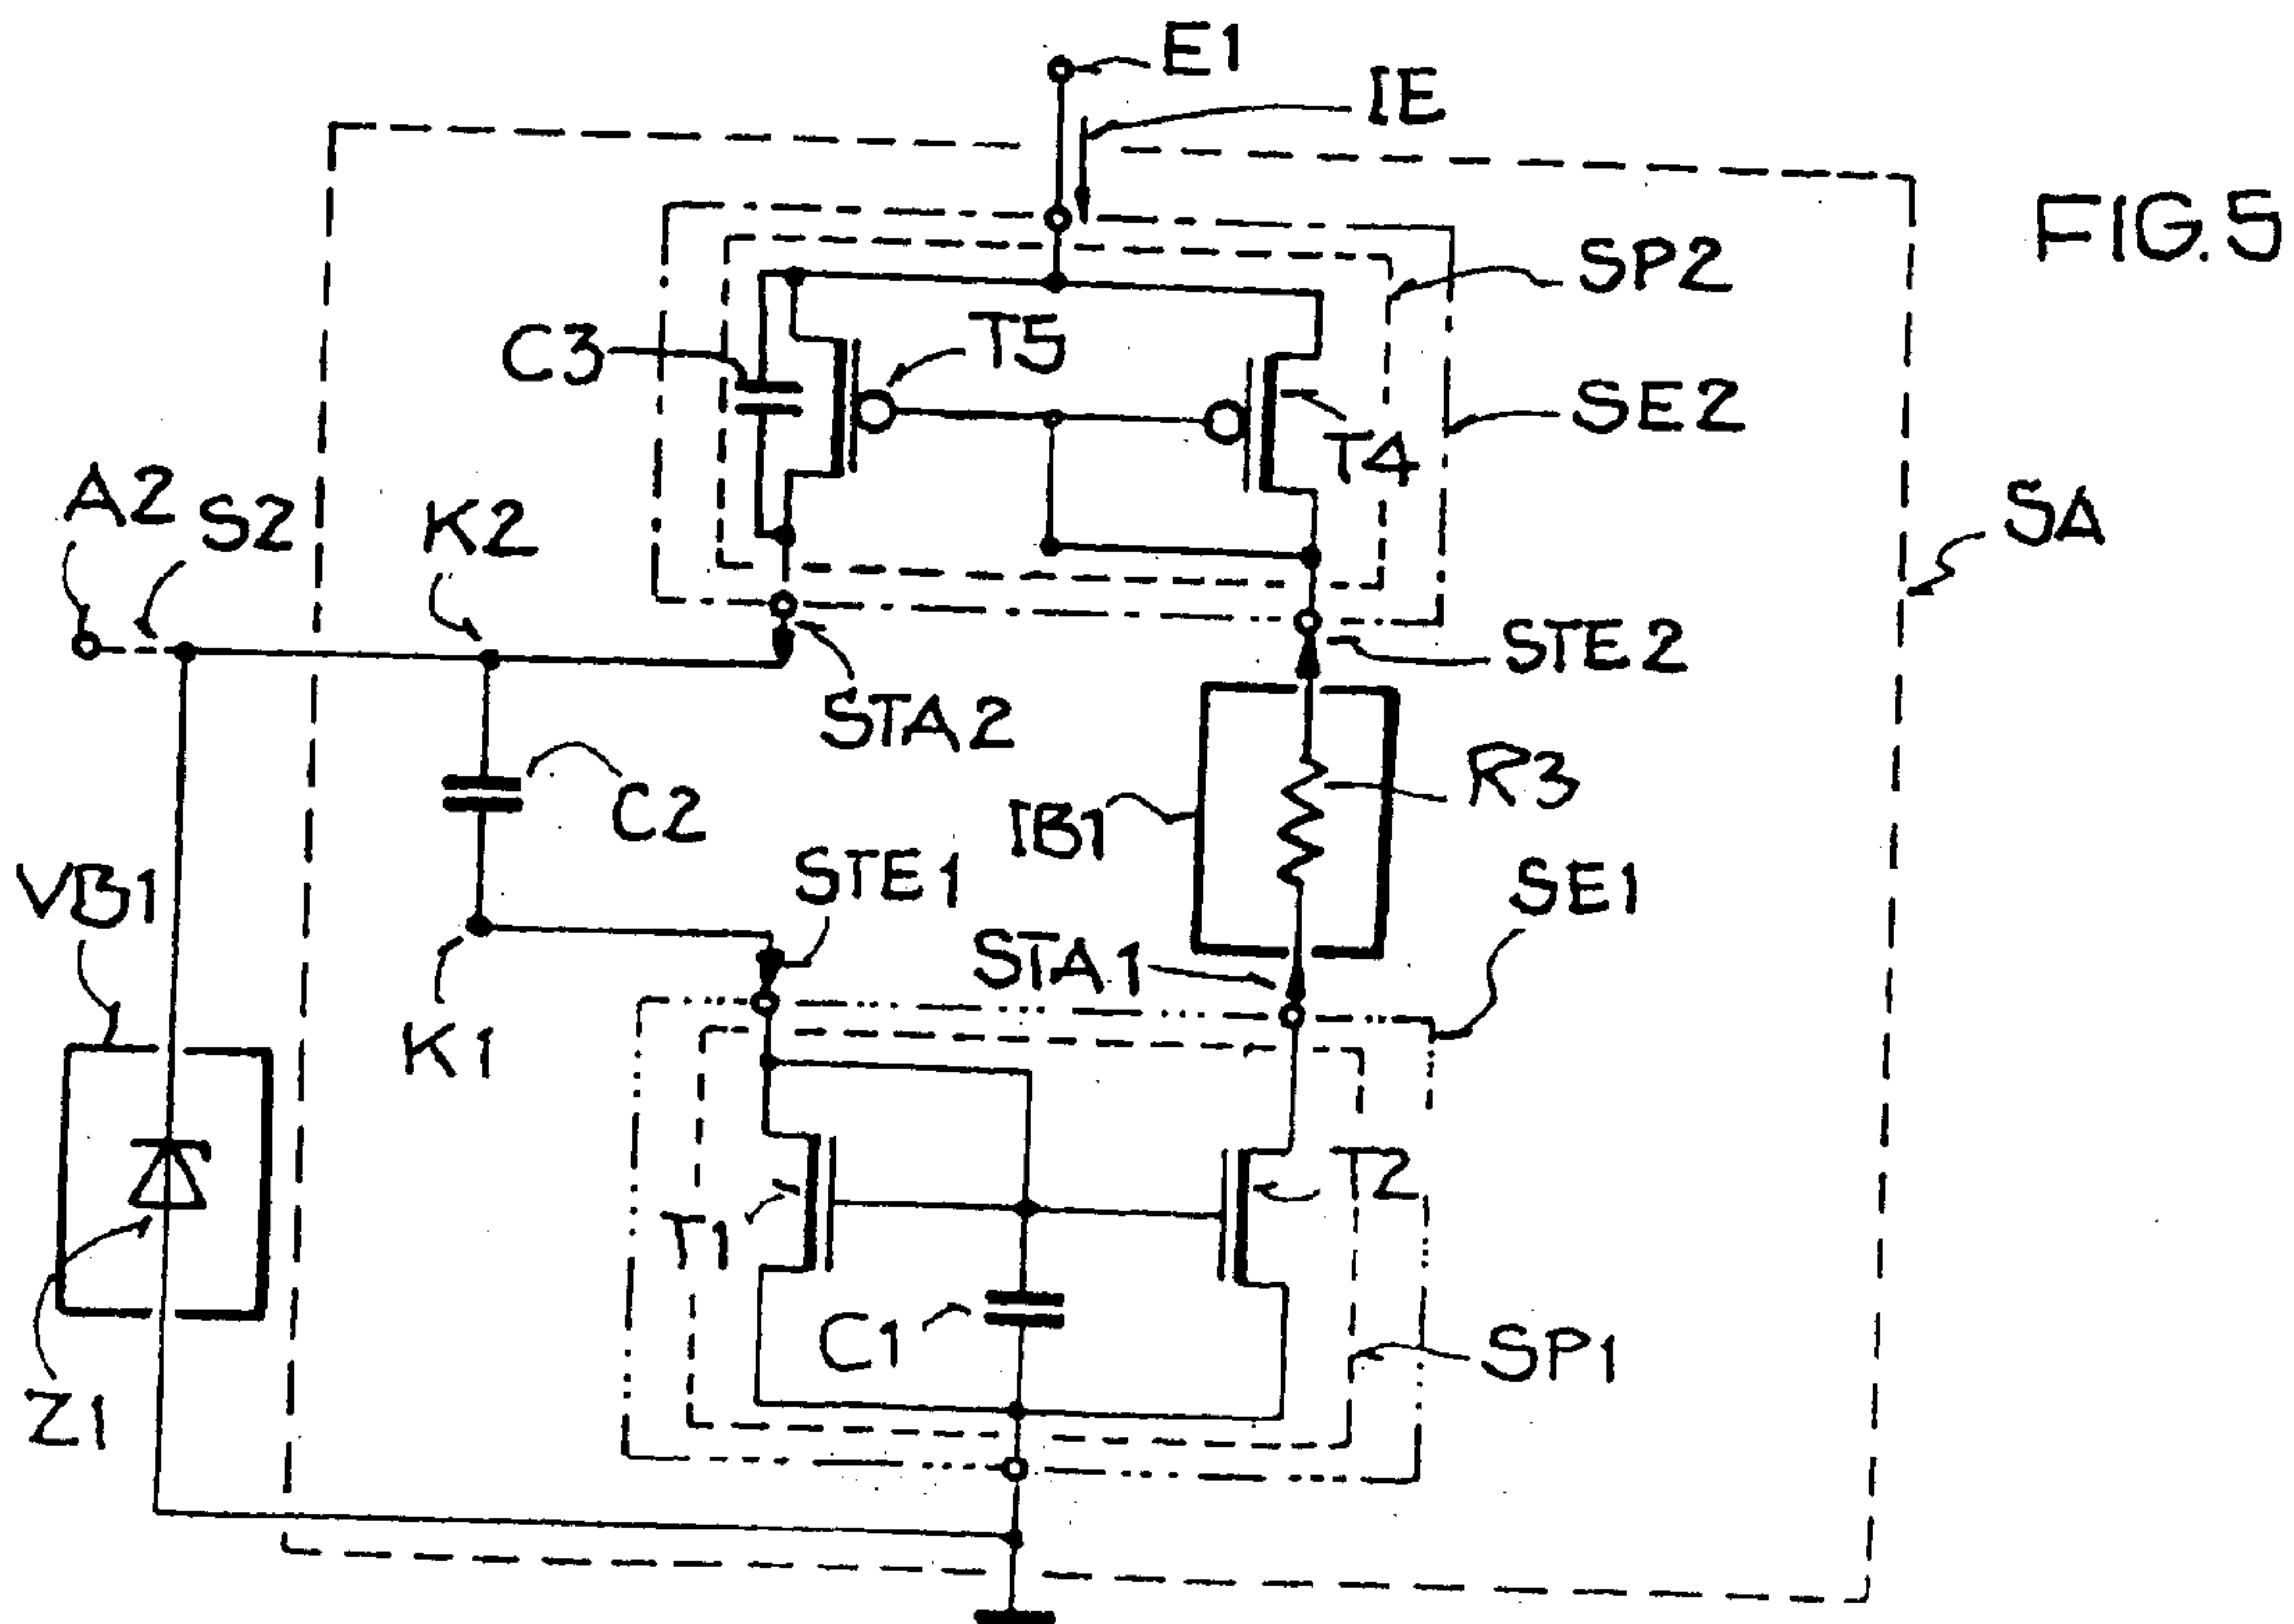 E1
IE
FIG.5
SP2
C3
T5
SE2
T4
A2
S2
K2
SA
STE2
STA2
R3
C2
IB1
STE1
SE1
VB1
STA1
K1
T2
T1
C1
SP1
Z1